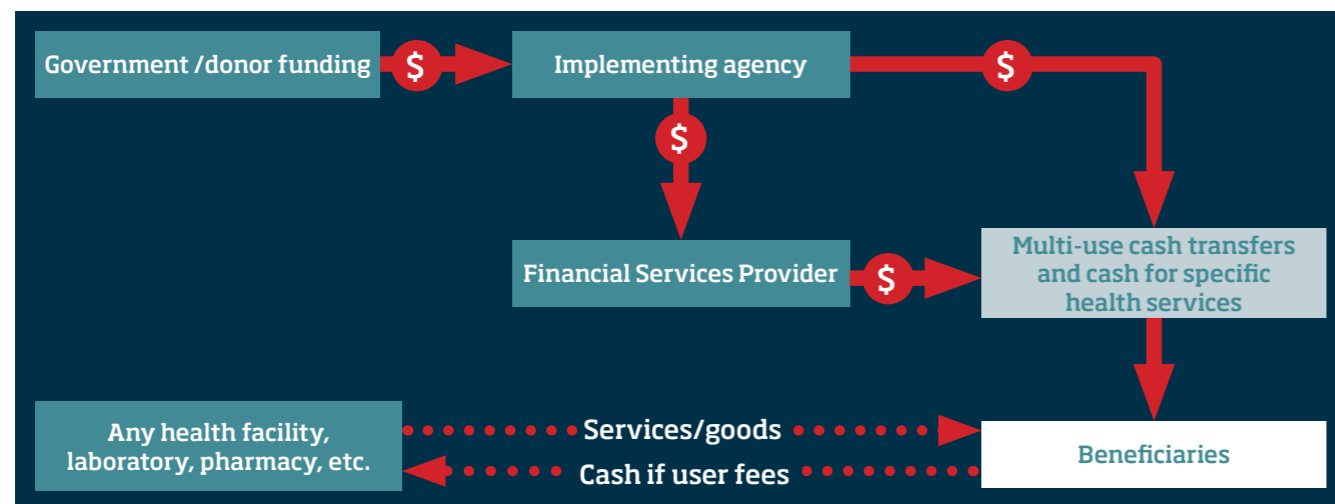 Government /donor funding
$
Implementing agency
$
$
Financial Services Provider
$
Multi-use cash transfers
and cash for specific
health services
Any health facility,
laboratory, pharmacy, etc.
Services/goods
Cash if user fees
Beneficiaries